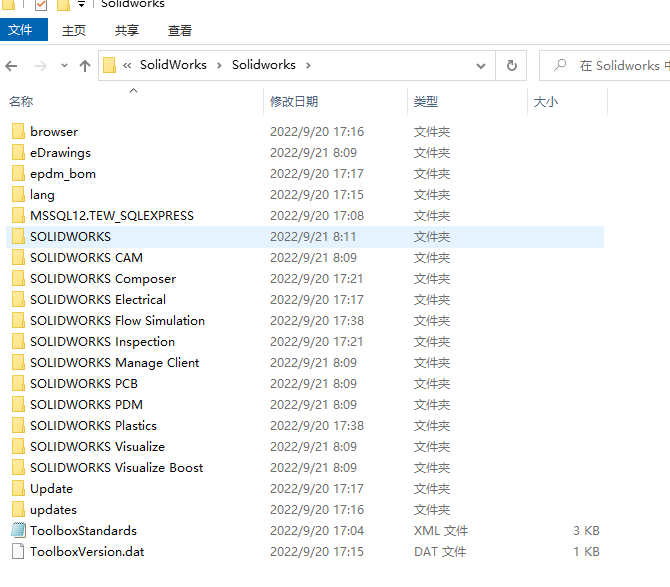 Solidworks
文件 主页 共享 查看
« SolidWorks > Solidworks > 在 Solidworks 中
名称 修改日期 类型 大小
browser 2022/9/20 17:16 文件夹
eDrawings 2022/9/21 8:09 文件夹
epdm_bom 2022/9/20 17:17 文件夹
lang 2022/9/20 17:15 文件夹
MSSQL12.TEW_SQLEXPRESS 2022/9/20 17:08 文件夹
SOLIDWORKS 2022/9/21 8:11 文件夹
SOLIDWORKS CAM 2022/9/21 8:09 文件夹
SOLIDWORKS Composer 2022/9/20 17:21 文件夹
SOLIDWORKS Electrical 2022/9/20 17:17 文件夹
SOLIDWORKS Flow Simulation 2022/9/20 17:38 文件夹
SOLIDWORKS Inspection 2022/9/20 17:21 文件夹
SOLIDWORKS Manage Client 2022/9/21 8:09 文件夹
SOLIDWORKS PCB 2022/9/21 8:09 文件夹
SOLIDWORKS PDM 2022/9/21 8:09 文件夹
SOLIDWORKS Plastics 2022/9/20 17:38 文件夹
SOLIDWORKS Visualize 2022/9/21 8:09 文件夹
SOLIDWORKS Visualize Boost 2022/9/21 8:09 文件夹
Update 2022/9/20 17:17 文件夹
updates 2022/9/20 17:16 文件夹
ToolboxStandards 2022/9/20 17:04 XML 文件 3 KB
ToolboxVersion.dat 2022/9/20 17:15 DAT 文件 1 KB